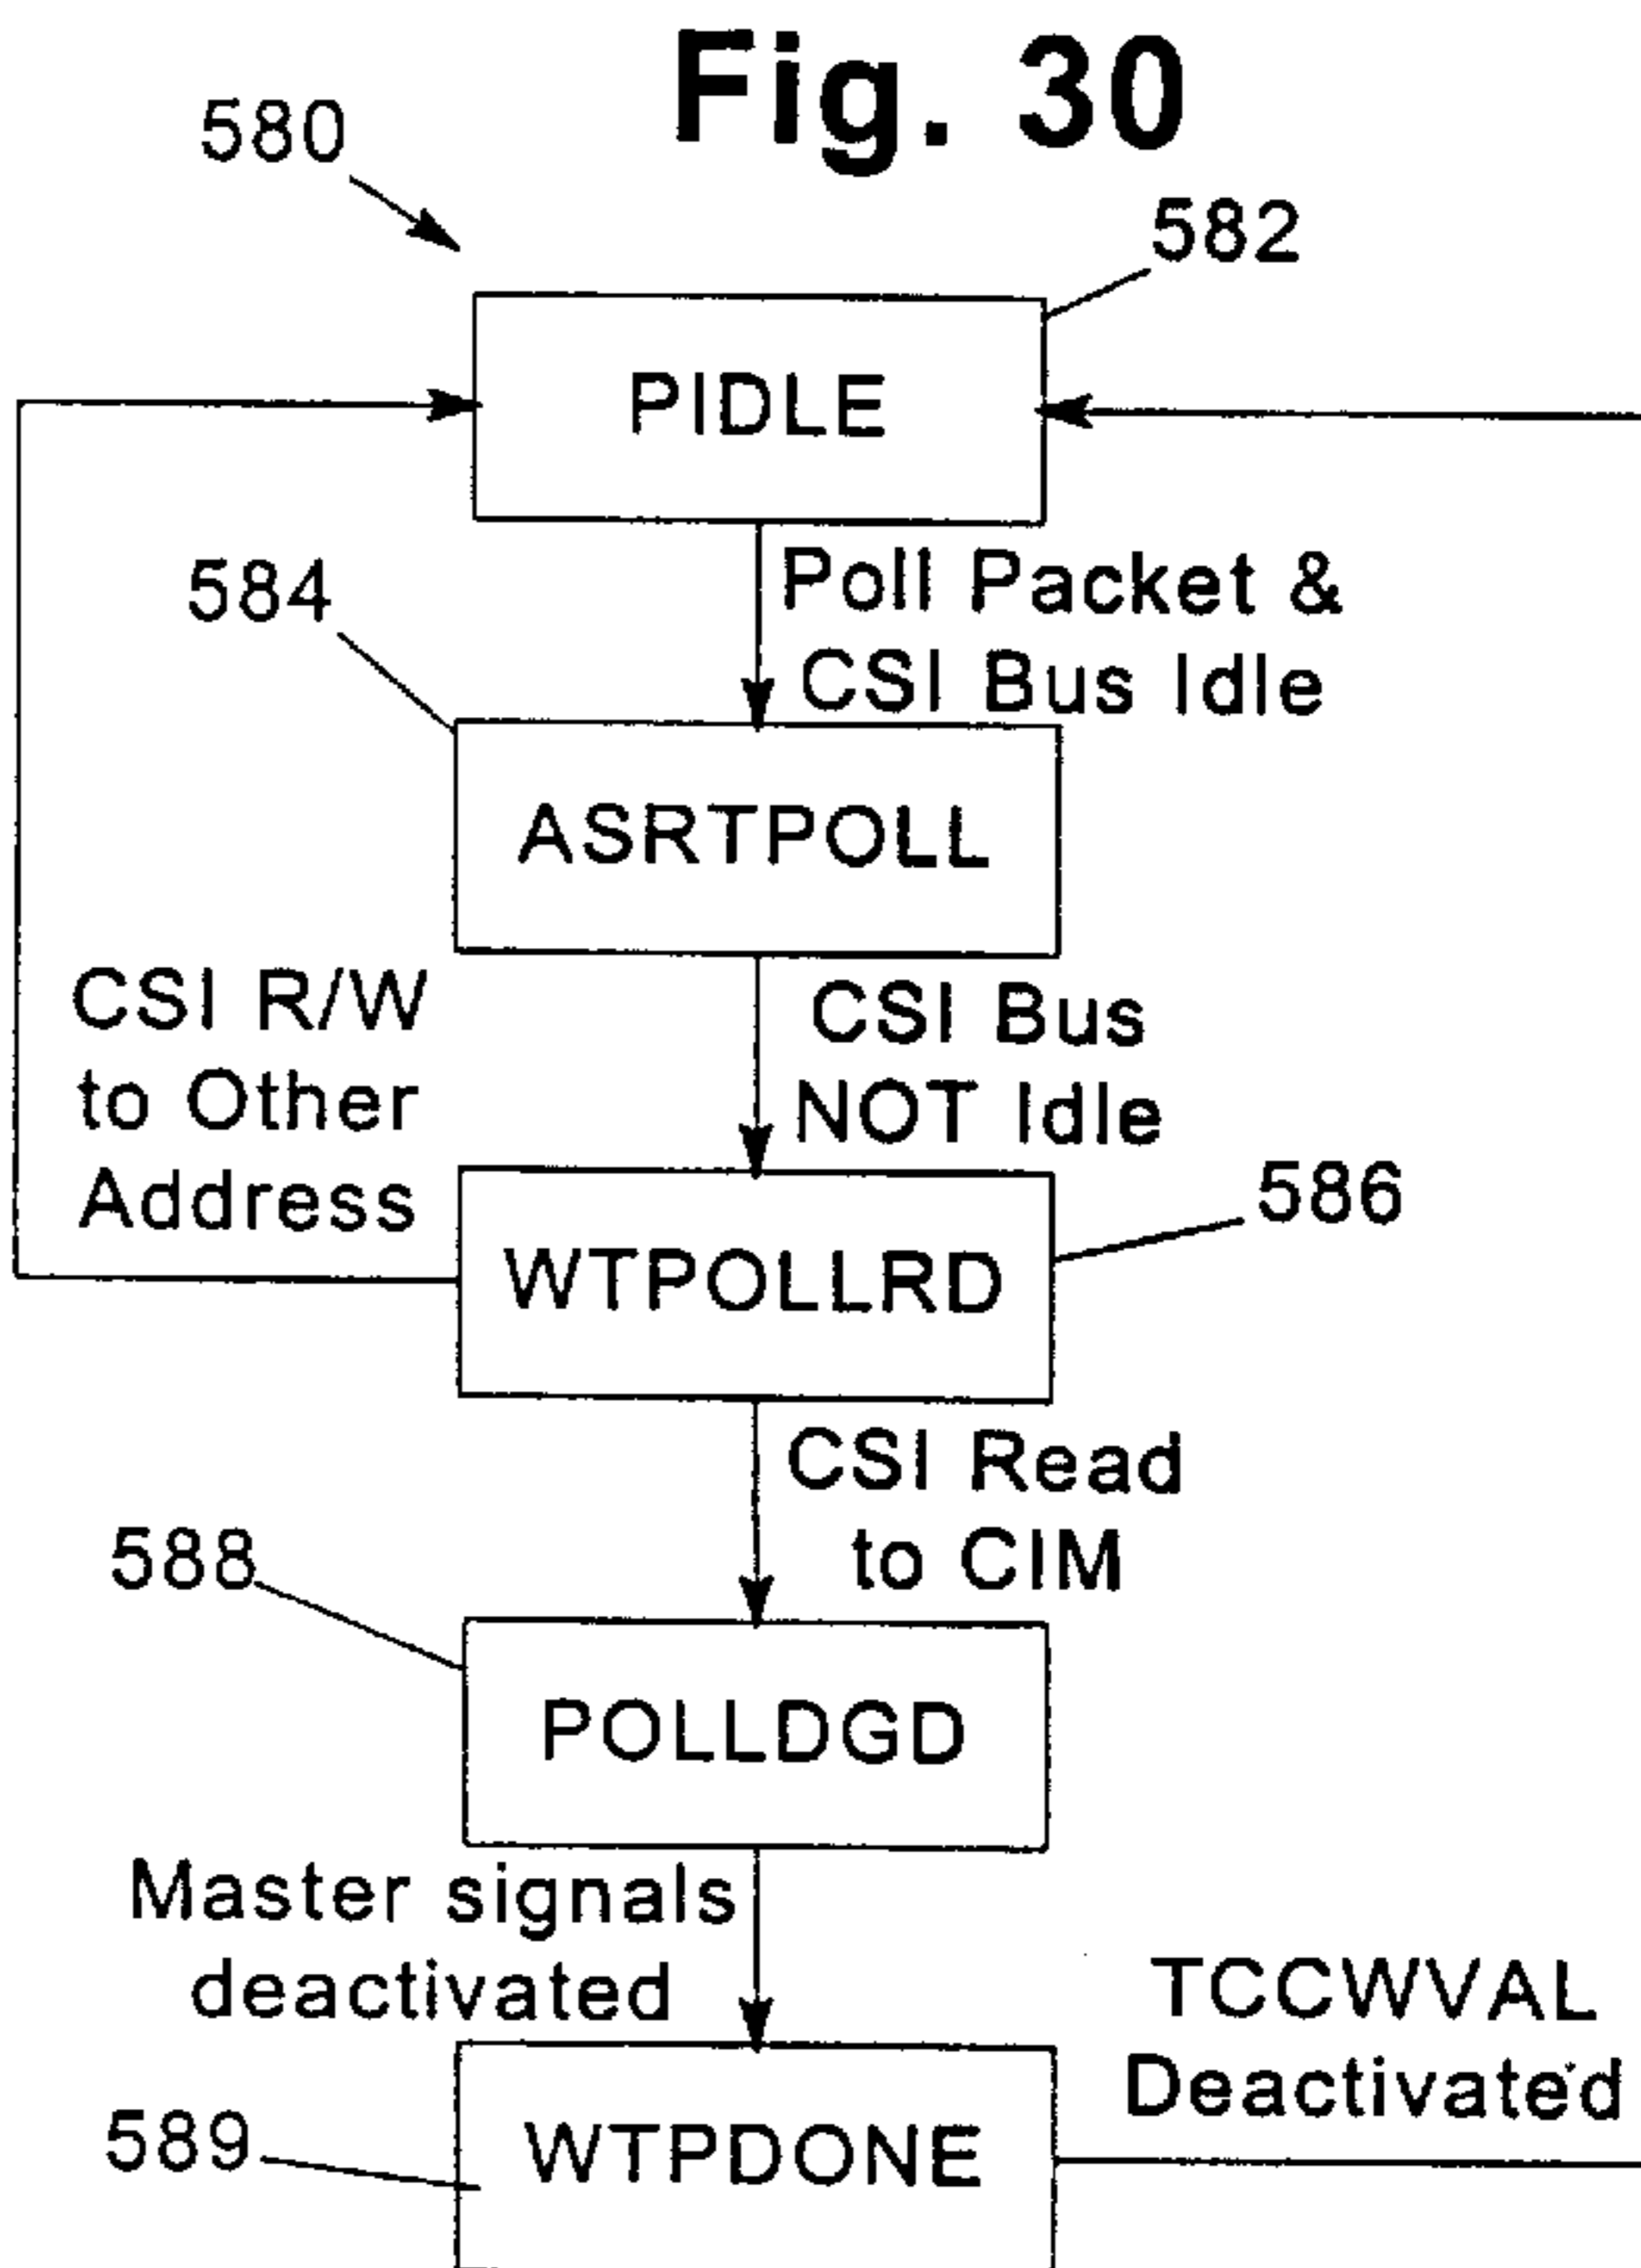 Fig. 30
580
582
PIDLE
Poll Packet &
CSI Bus Idle
584
ASRTPOLL
CSI R/W
to Other
Address
CSI Bus
NOT Idle
586
WTPOLLRD
CSI Read
to CIM
588
POLLDGD
Master signals
deactivated
TCCWVAL
Deactivated
589
WTPDONE